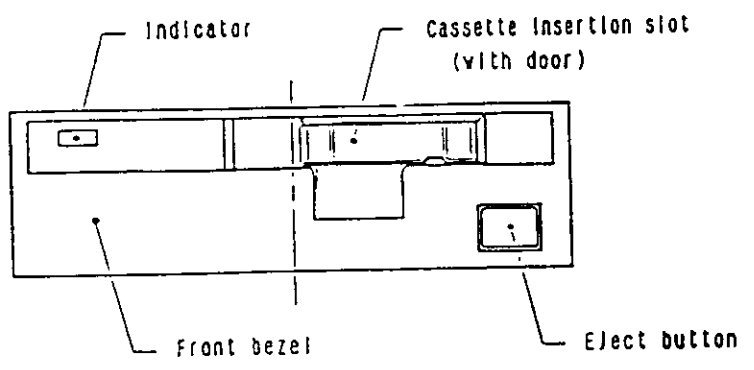 Indicator
Cassette insertion slot
(with door)
Front bezel
Eject button